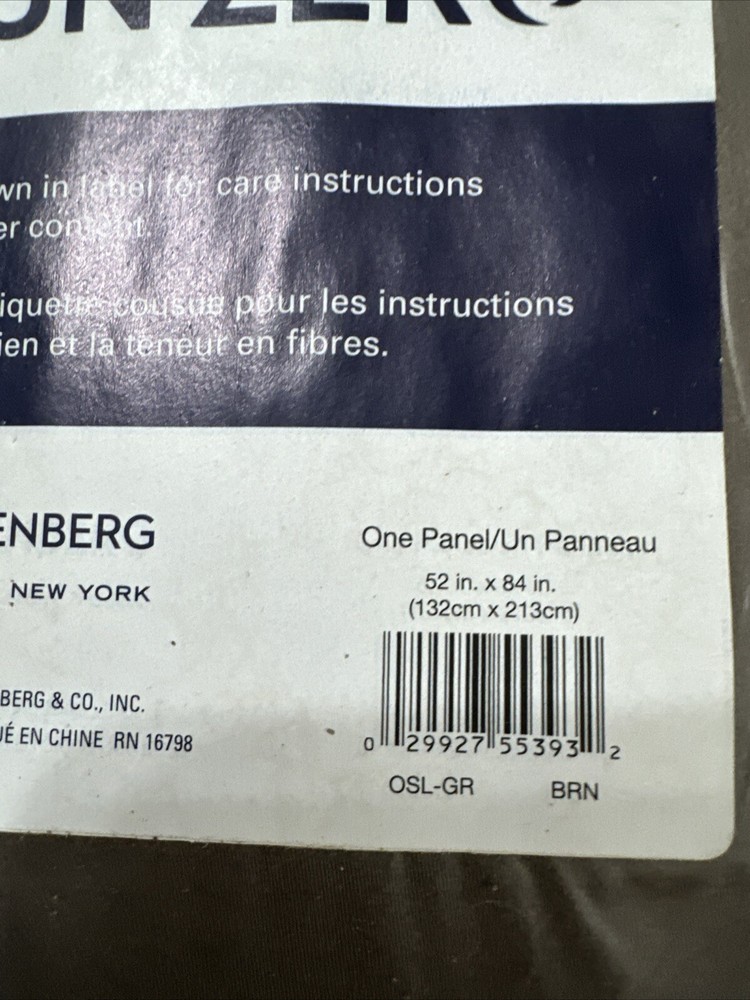 UN ZERO
wn in label for care instructions
er content.
iquette cousue pour les instructions
ien et la teneur en fibres.
ENBERG
NEW YORK
One Panel/Un Panneau
52 in. x 84 in.
(132cm x 213cm)
BERG & CO., INC.
UÉ EN CHINE RN 16798
0 29927 55393 2
OSL-GR BRN